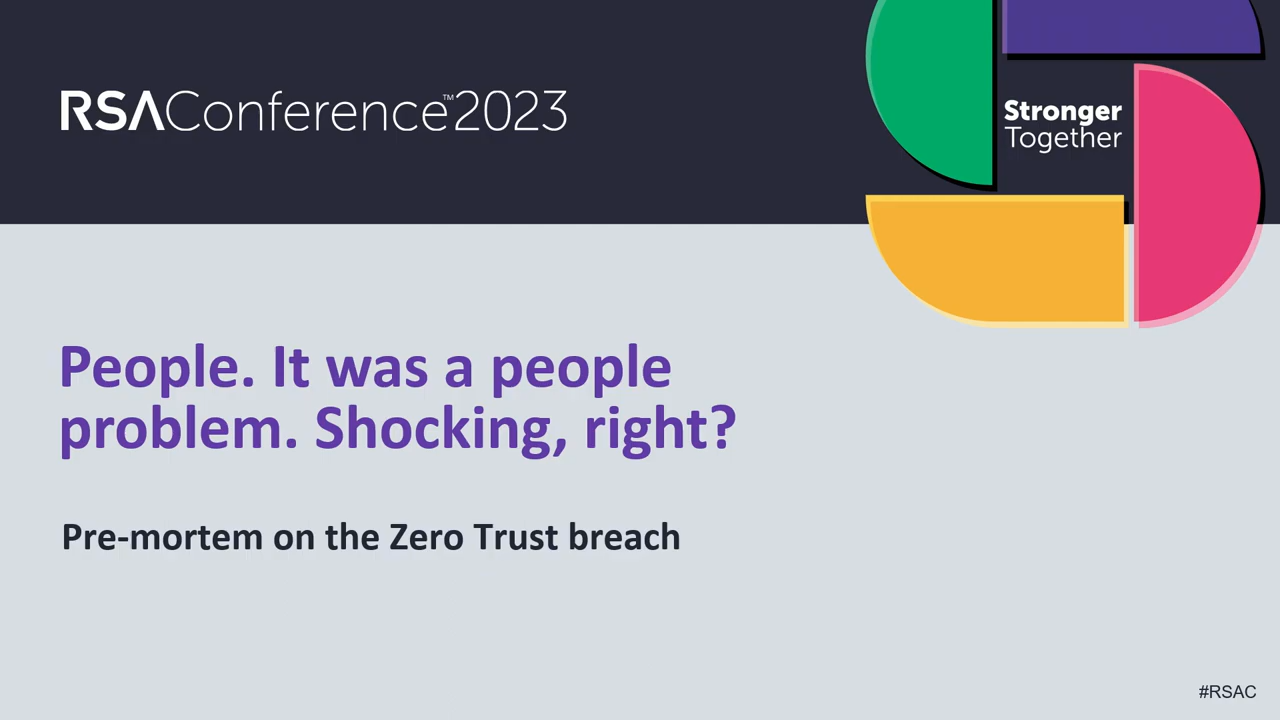 RSAConference™2023
Stronger
Together
People. It was a people
problem. Shocking, right?
Pre-mortem on the Zero Trust breach
#RSAC